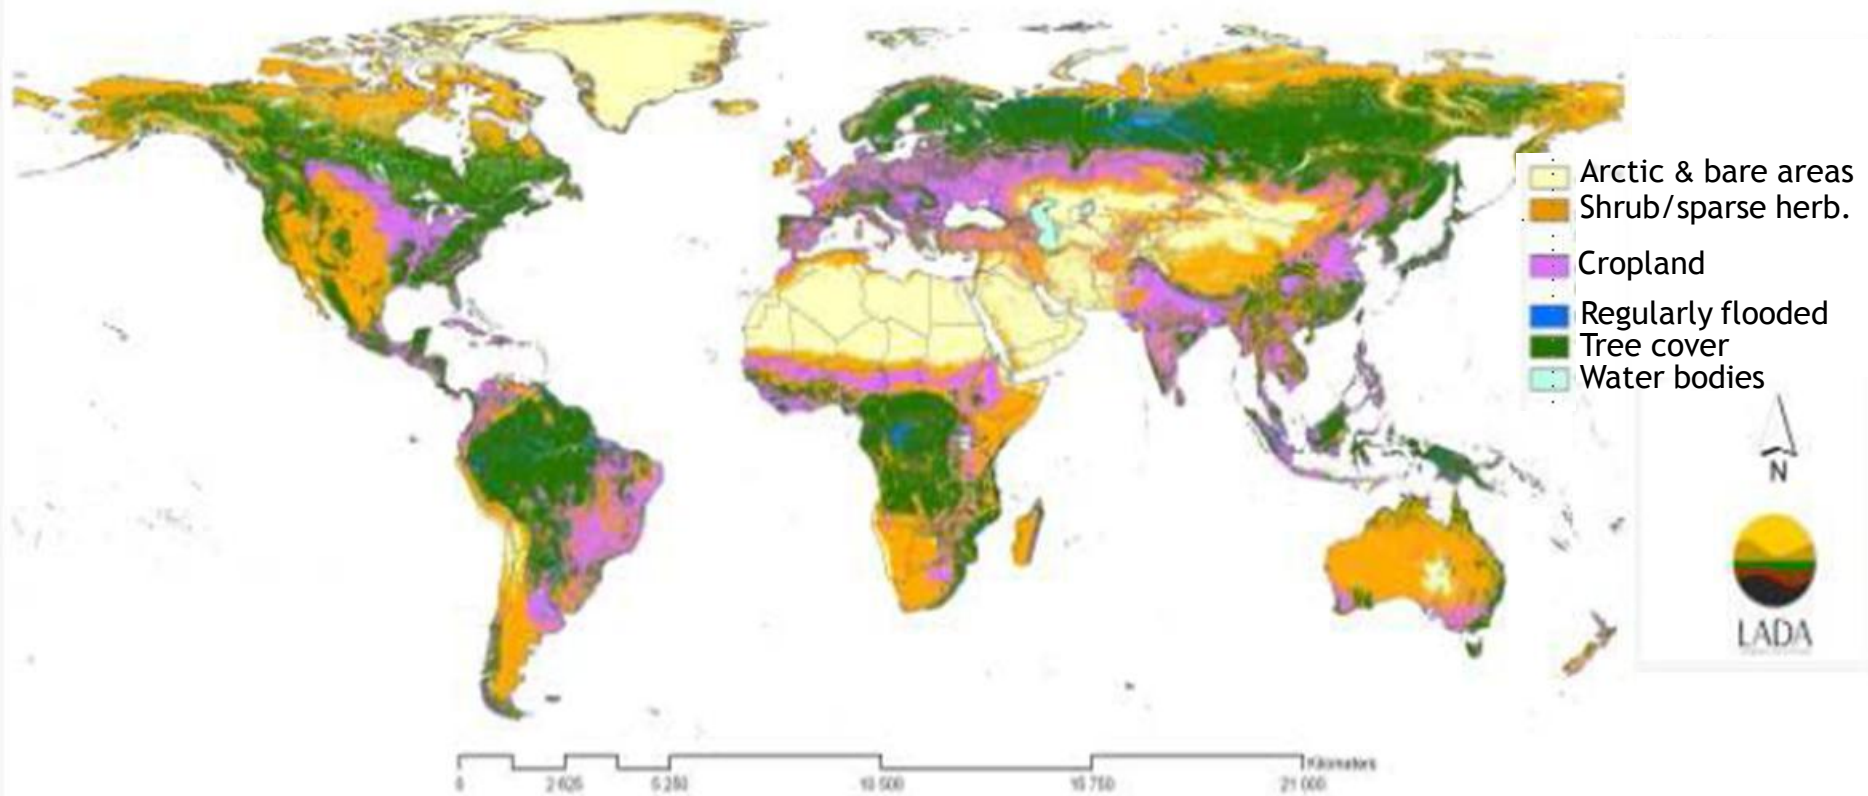 Arctic & bare areas
Shrub/sparse herb.
Cropland
Regularly flooded
Tree cover
Water bodies
N
LADA
0 2 625 5 250 10 500 15 750 21 000 Kilometers